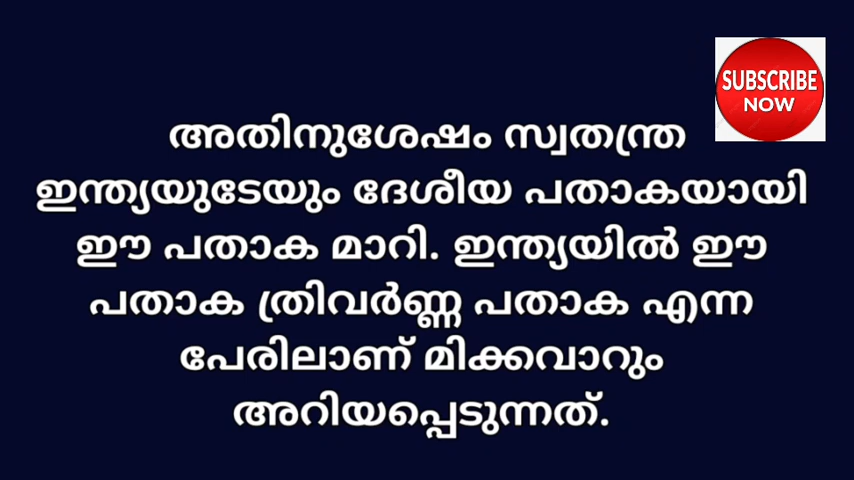 SUBSCRIBE
NOW
അതിനുശേഷം സ്വതന്ത്ര
ഇന്ത്യയുടേയും ദേശീയ പതാകയായി
ഈ പതാക മാറി. ഇന്ത്യയിൽ ഈ
പതാക ത്രിവർണ്ണ പതാക എന്ന
പേരിലാണ് മിക്കവാറും
അറിയപ്പെടുന്നത്.